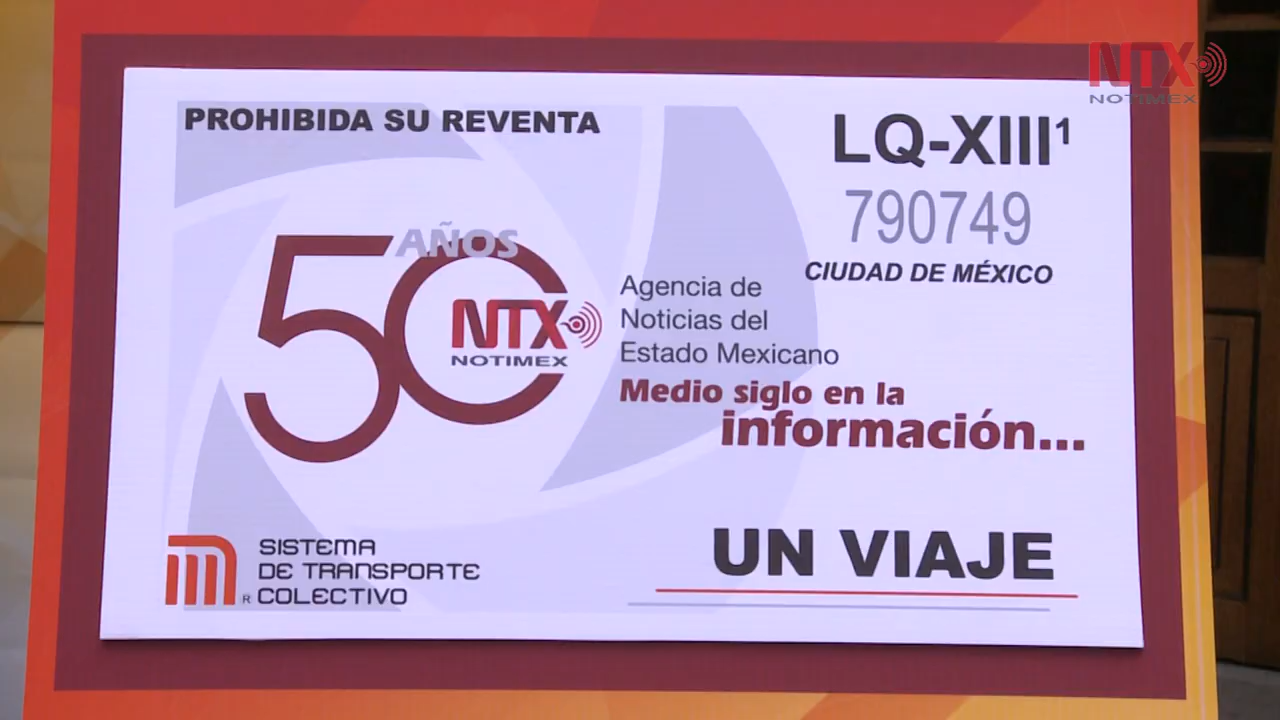 NTX
NOTIMEX
PROHIBIDA SU REVENTA
LQ-XIII¹
790749
CIUDAD DE MÉXICO
50 AÑOS
NTX
NOTIMEX
Agencia de
Noticias del
Estado Mexicano
Medio siglo en la
información...
UN VIAJE
SISTEMA
DE TRANSPORTE
R COLECTIVO